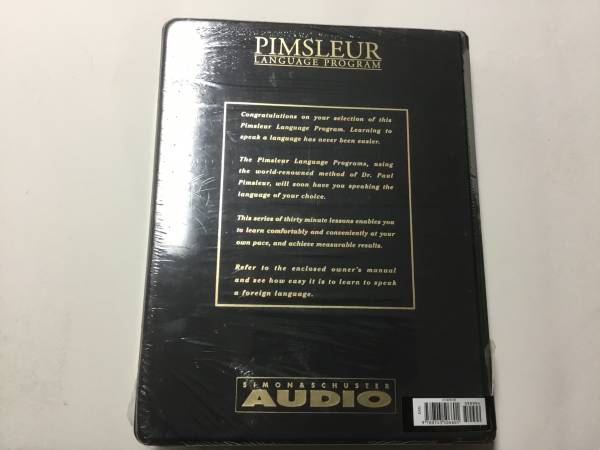 PIMSLEUR
LANGUAGE PROGRAM
Congratulations on your selection of this
Pimsleur Language Program. Learning to
speak a language has never been easier.
The Pimsleur Language Programs, using
the world-renowned method of Dr. Paul
Pimsleur, will soon have you speaking the
language of your choice.
This series of thirty minute lessons enables you
to learn comfortably and conveniently at your
own pace, and achieve measurable results.
Refer to the enclosed owner's manual
and see how easy it is to learn to speak
a foreign language.
SIMON & SCHUSTER
AUDIO